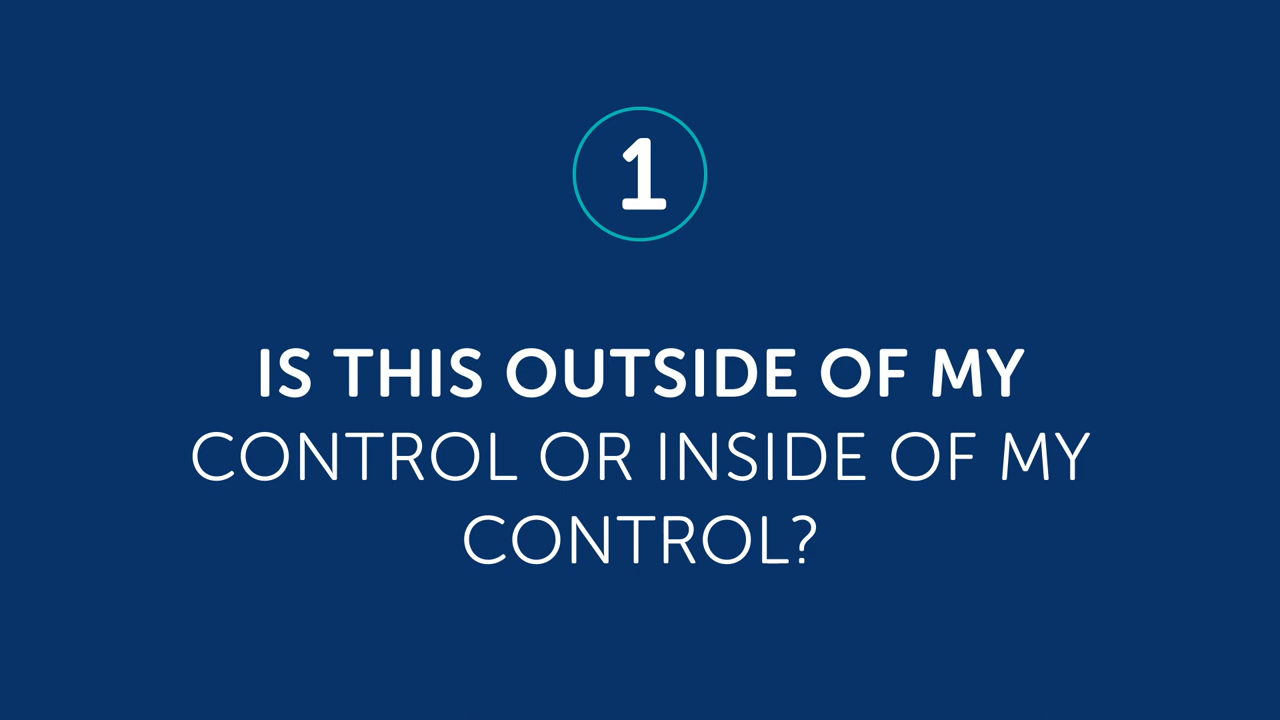 1
IS THIS OUTSIDE OF MY
CONTROL OR INSIDE OF MY
CONTROL?